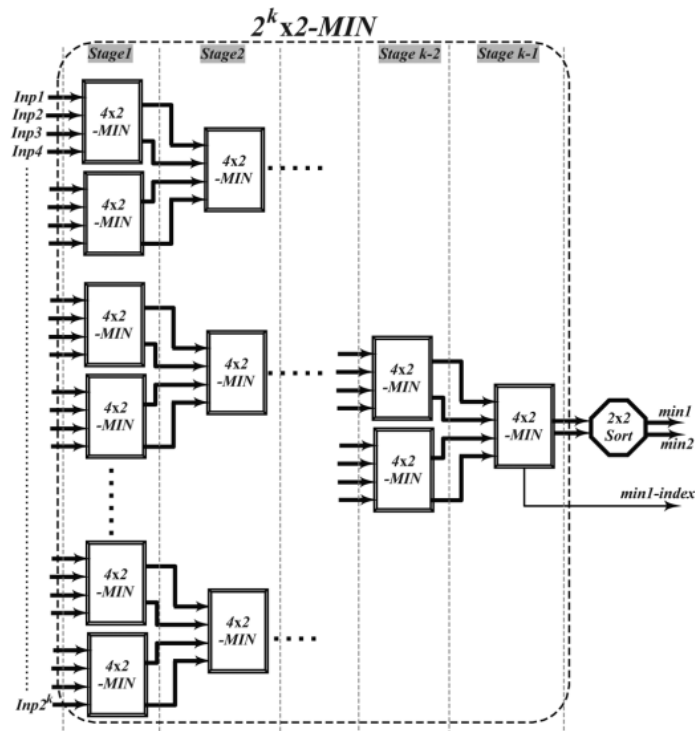 2^k x2-MIN
Stage1
Stage2
Stage k-2
Stage k-1
Inp1
Inp2
Inp3
Inp4
4x2
-MIN
4x2
-MIN
4x2
-MIN
4x2
-MIN
4x2
-MIN
4x2
-MIN
4x2
-MIN
4x2
-MIN
4x2
-MIN
2x2
Sort
min1
min2
4x2
-MIN
min1-index
4x2
-MIN
4x2
-MIN
4x2
-MIN
Inp2^k